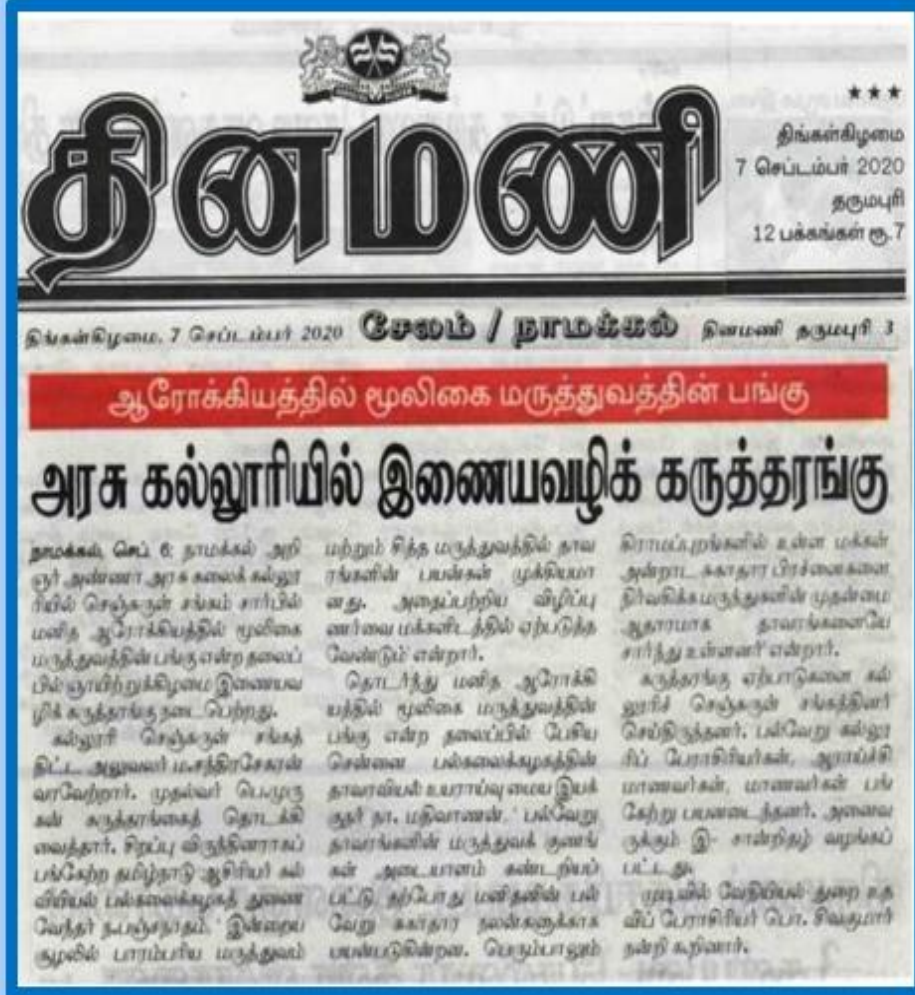 தினமணி
★★★
திங்கள்கிழமை
7 செப்டம்பர் 2020
தருமபுரி
12 பக்கங்கள் ரூ.7
திங்கள்கிழமை, 7 செப்டம்பர் 2020 சேலம் / நாமக்கல் தினமணி தருமபுரி 3
ஆரோக்கியத்தில் மூலிகை மருத்துவத்தின் பங்கு
அரசு கல்லூரியில் இணையவழிக் கருத்தரங்கு
நாமக்கல், செப். 6: நாமக்கல் அறி
ஞர் அண்ணா அரசு கலைக் கல்லூ
ரியில் செஞ்சுருள் சங்கம் சார்பில்
மனித ஆரோக்கியத்தில் மூலிகை
மருத்துவத்தின் பங்கு என்ற தலைப்
பில் ஞாயிற்றுக்கிழமை இணையவ
ழிக் கருத்தரங்கு நடைபெற்றது.
கல்லூரி செஞ்சுருள் சங்கத்
திட்ட அலுவலர் ம.சந்திரசேகரன்
வரவேற்றார். முதல்வர் பெ.முரு
கன் கருத்தரங்கைத் தொடக்கி
வைத்தார். சிறப்பு விருந்தினராகப்
பங்கேற்ற தமிழ்நாடு ஆசிரியர் கல்
வியியல் பல்கலைக்கழகத் துணை
வேந்தர் ந.பஞ்சநாதம், 'இன்றைய
சூழலில் பாரம்பரிய மருத்துவம்
மற்றும் சித்த மருத்துவத்தில் தாவ
ரங்களின் பயன்கள் முக்கியமா
னது. அதைப்பற்றிய விழிப்பு
ணர்வை மக்களிடத்தில் ஏற்படுத்த
வேண்டும்' என்றார்.
தொடர்ந்து மனித ஆரோக்கி
யத்தில் மூலிகை மருத்துவத்தின்
பங்கு என்ற தலைப்பில் பேசிய
சென்னை பல்கலைக்கழகத்தின்
தாவரவியல் உயராய்வு மைய இயக்
குநர் நா. மதிவாணன், 'பல்வேறு
தாவரங்களின் மருத்துவக் குணங்
கள் அடையாளம் கண்டறியப்
பட்டு, தற்போது மனிதனின் பல்
வேறு சுகாதார நலன்களுக்காக
பயன்படுகின்றன. பெரும்பாலும்
கிராமப்புறங்களில் உள்ள மக்கள்
அன்றாட சுகாதார பிரச்னைகளை
நிர்வகிக்க மருந்துகளின் முதன்மை
ஆதாரமாக தாவரங்களையே
சார்ந்து உள்ளனர்' என்றார்.
கருத்தரங்கு ஏற்பாடுகளை கல்
லூரிச் செஞ்சுருள் சங்கத்தினர்
செய்திருந்தனர். பல்வேறு கல்லூ
ரிப் பேராசிரியர்கள், ஆராய்ச்சி
மாணவர்கள், மாணவர்கள் பங்
கேற்று பயனடைந்தனர். அனைவ
ருக்கும் இ- சான்றிதழ் வழங்கப்
பட்டது.
முடிவில் வேதியியல் துறை உத
விப் பேராசிரியர் பொ. சிவகுமார்
நன்றி கூறினார்.